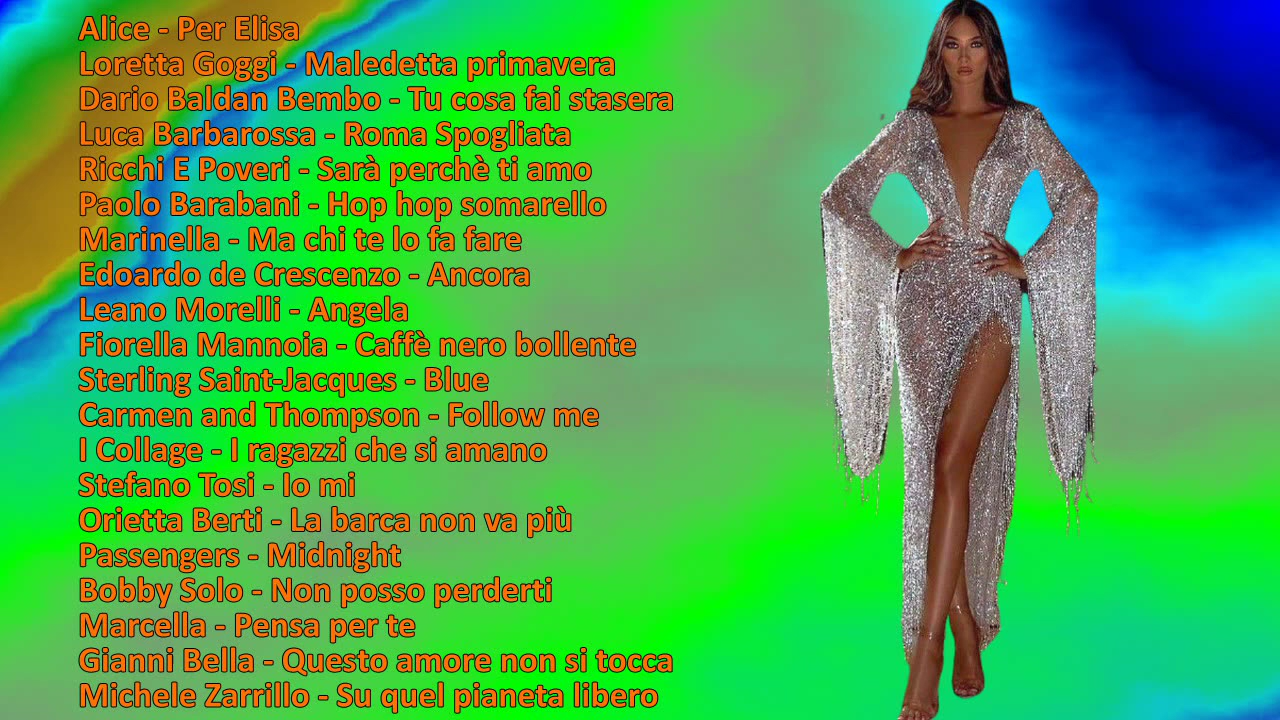 Alice - Per Elisa
Loretta Goggi - Maledetta primavera
Dario Baldan Bembo - Tu cosa fai stasera
Luca Barbarossa - Roma Spogliata
Ricchi E Poveri - Sarà perchè ti amo
Paolo Barabani - Hop hop somarello
Marinella - Ma chi te lo fa fare
Edoardo de Crescenzo - Ancora
Leano Morelli - Angela
Fiorella Mannoia - Caffè nero bollente
Sterling Saint-Jacques - Blue
Carmen and Thompson - Follow me
I Collage - I ragazzi che si amano
Stefano Tosi - Io mi
Orietta Berti - La barca non va più
Passengers - Midnight
Bobby Solo - Non posso perderti
Marcella - Pensa per te
Gianni Bella - Questo amore non si tocca
Michele Zarrillo - Su quel pianeta libero